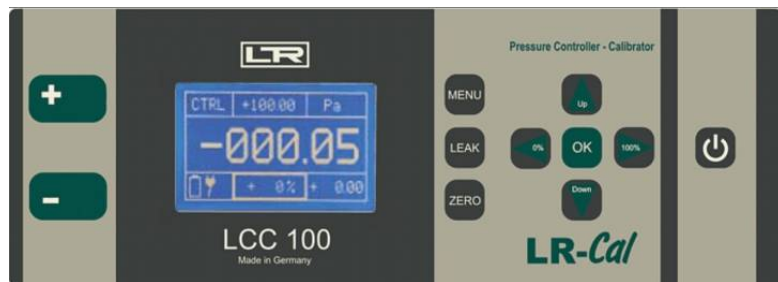 +
-
LR
CTRL +100.00 Pa
-000.05
+ 0% + 0.00
LCC 100
Made in Germany
MENU
LEAK
ZERO
Pressure Controller - Calibrator
Up
0% OK 100%
Down
LR-Cal